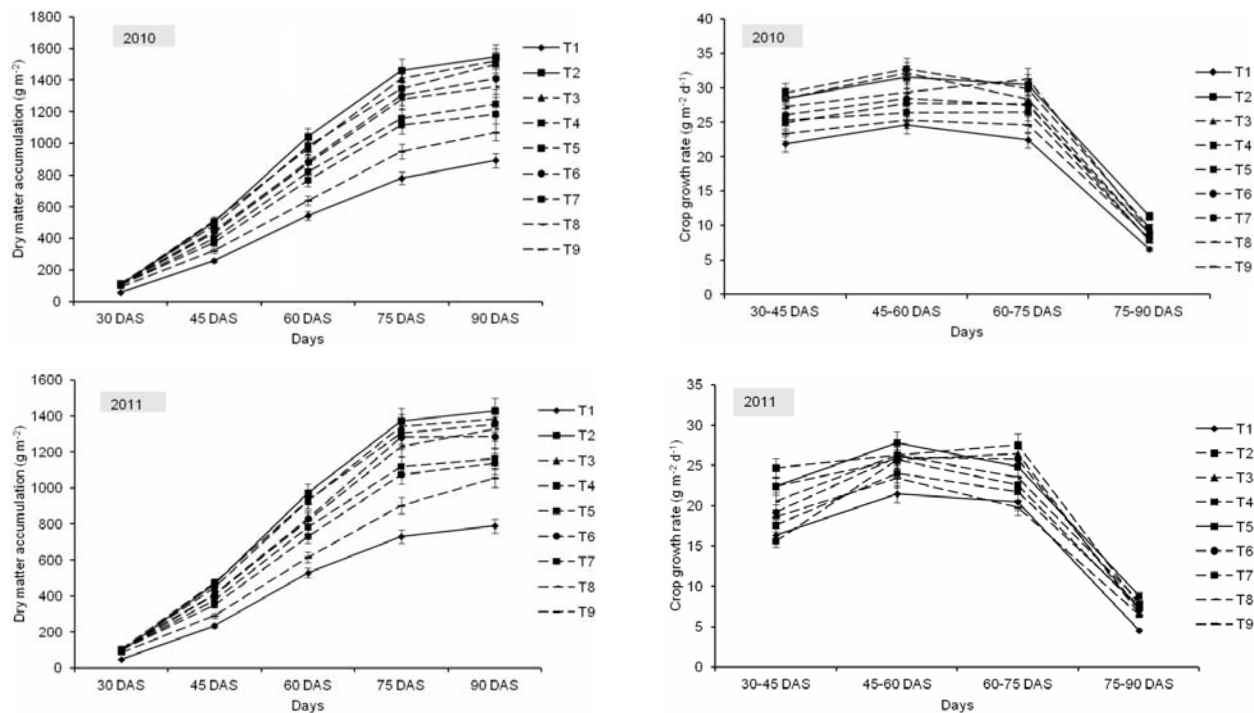 1800
1600
1400
1200
1000
800
600
400
200
0
Dry matter accumulation (g m-2)
2010
30 DAS 45 DAS 60 DAS 75 DAS 90 DAS
Days
T1
T2
T3
T4
T5
T6
T7
T8
T9
40
35
30
25
20
15
10
5
0
Crop growth rate (g m-2 d-1)
2010
30-45 DAS 45-60 DAS 60-75 DAS 75-90 DAS
Days
T1
T2
T3
T4
T5
T6
T7
T8
T9
1600
1400
1200
1000
800
600
400
200
0
Dry matter accumulation (g m-2)
2011
30 DAS 45 DAS 60 DAS 75 DAS 90 DAS
Days
T1
T2
T3
T4
T5
T6
T7
T8
T9
35
30
25
20
15
10
5
0
Crop growth rate (g m-2 d-1)
2011
30-45 DAS 45-60 DAS 60-75 DAS 75-90 DAS
Days
T1
T2
T3
T4
T5
T6
T7
T8
T9